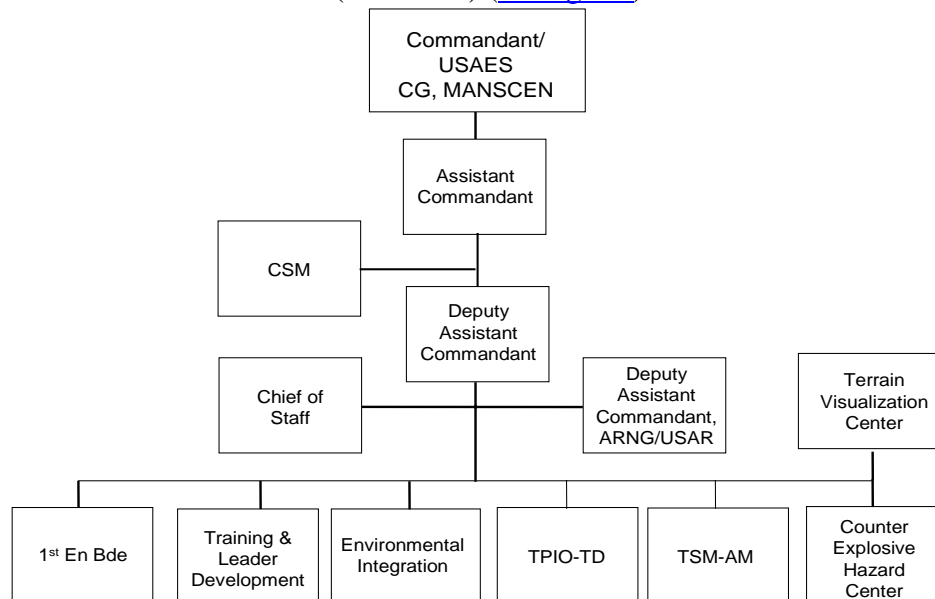 Commandant/
USAES
CG, MANSCEN
Assistant
Commandant
CSM
Deputy
Assistant
Commandant
Chief of
Staff
Deputy
Assistant
Commandant,
ARNG/USAR
Terrain
Visualization
Center
1st En Bde
Training &
Leader
Development
Environmental
Integration
TPIO-TD
TSM-AM
Counter
Explosive
Hazard
Center